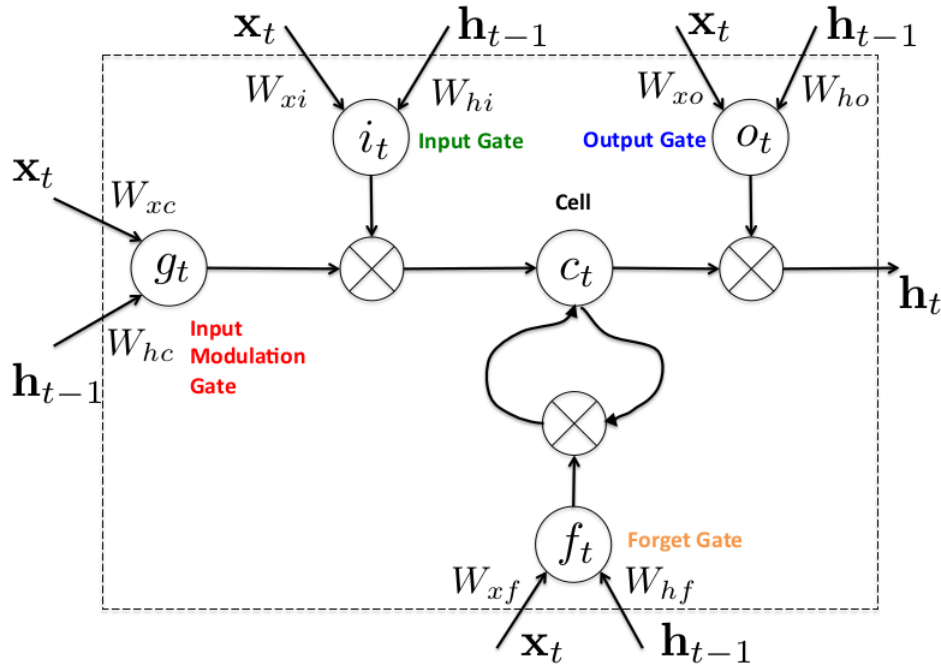 x_t h_{t-1} x_t h_{t-1}
W_{xi} W_{hi} W_{xo} W_{ho}
i_t Input Gate Output Gate o_t
x_t
W_{xc} Cell
g_t c_t
h_t
W_{hc} Input
Modulation
Gate
h_{t-1}
f_t Forget Gate
W_{xf} W_{hf}
x_t h_{t-1}